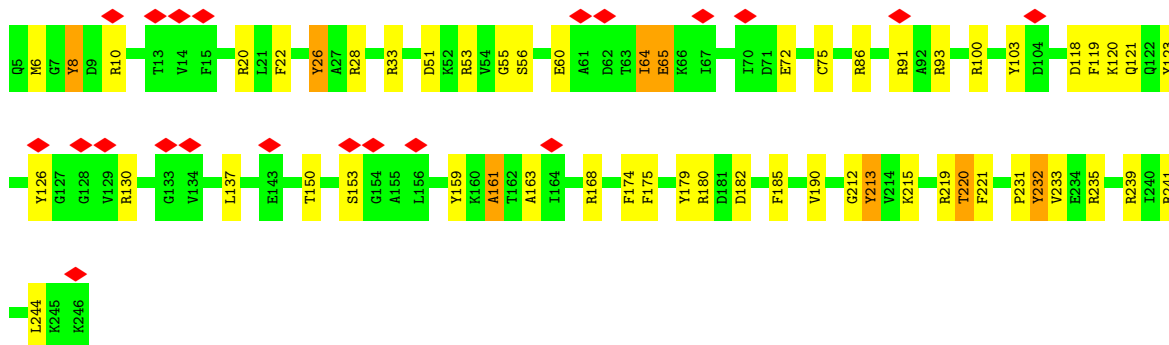 Q5 M6 G7 Y8 D9 R10 T13 V14 F15 R20 L21 F22 Y26 A27 R28 R33 D51 K52 R53 V54 G55 S56 E60 A61 D62 T63 I64 E65 K66 I67 I70 D71 E72 C75 R86 R91 A92 R93 R100 Y103 D104 D118 F119 K120 Q121 Q122 Y123
Y126 G127 G128 V129 R130 G133 V134 L137 E143 T150 S153 G154 A155 L156 Y159 K160 A161 T162 A163 I164 R168 F174 F175 Y179 R180 D181 D182 F185 V190 G212 Y213 V214 K215 R219 T220 F221 P231 Y232 V233 E234 R235 R239 I240
L244 K245 K246